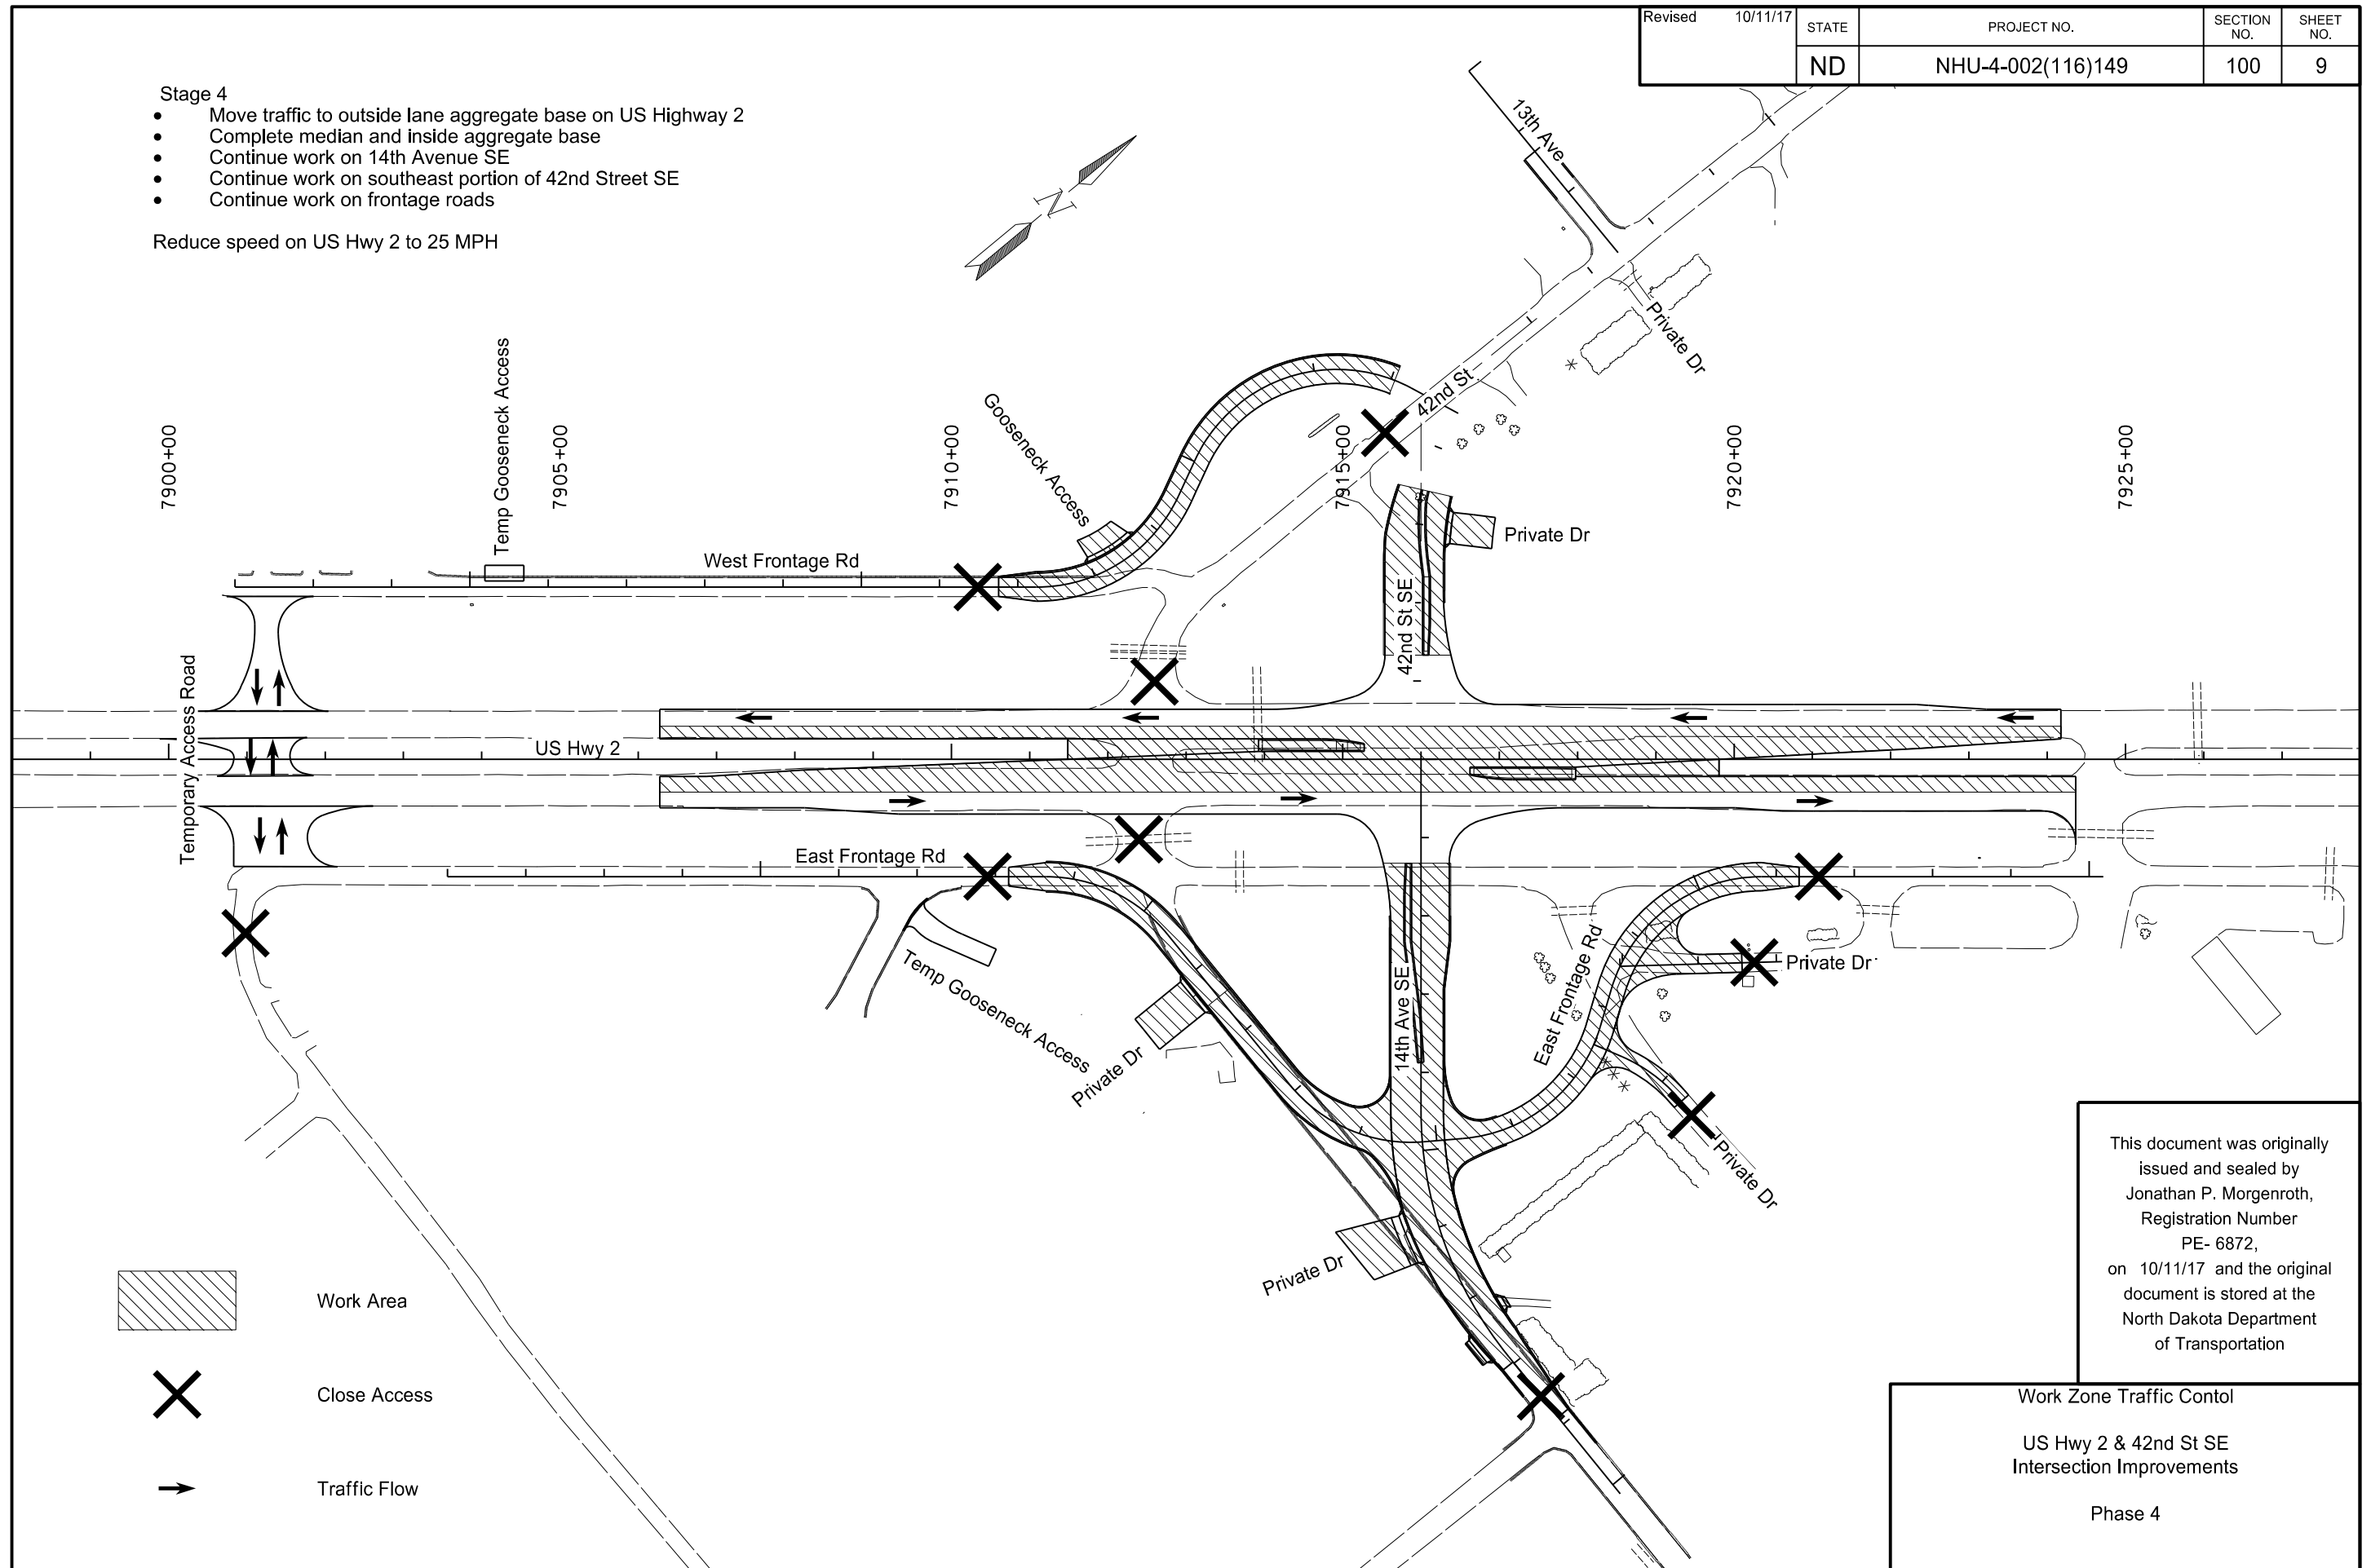 Revised 10/11/17
STATE
PROJECT NO.
SECTION NO.
SHEET NO.
ND
NHU-4-002(116)149
100
9
Stage 4
• Move traffic to outside lane aggregate base on US Highway 2
• Complete median and inside aggregate base
• Continue work on 14th Avenue SE
• Continue work on southeast portion of 42nd Street SE
• Continue work on frontage roads
Reduce speed on US Hwy 2 to 25 MPH
N
13th Ave
Private Dr
42nd St
7900+00
Temp Gooseneck Access
7905+00
7910+00
Gooseneck Access
7915+00
7920+00
7925+00
West Frontage Rd
Private Dr
42nd St SE
Temporary Access Road
US Hwy 2
East Frontage Rd
Temp Gooseneck Access
Private Dr
14th Ave SE
East Frontage Rd
Private Dr
Private Dr
Private Dr
Work Area
Close Access
Traffic Flow
This document was originally
issued and sealed by
Jonathan P. Morgenroth,
Registration Number
PE- 6872,
on 10/11/17 and the original
document is stored at the
North Dakota Department
of Transportation
Work Zone Traffic Contol
US Hwy 2 & 42nd St SE
Intersection Improvements
Phase 4